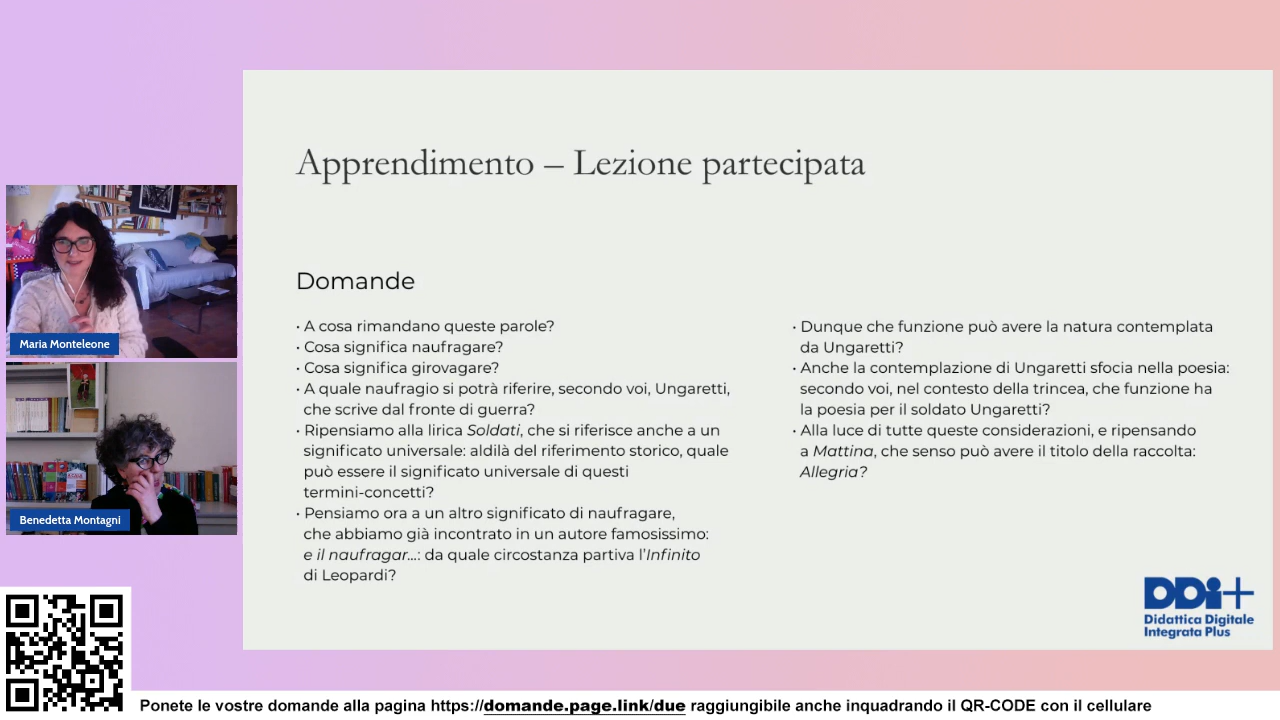 Apprendimento – Lezione partecipata
Maria Monteleone
Benedetta Montagni
Domande
• A cosa rimandano queste parole?
• Cosa significa naufragare?
• Cosa significa girovagare?
• A quale naufragio si potrà riferire, secondo voi, Ungaretti,
che scrive dal fronte di guerra?
• Ripensiamo alla lirica Soldati, che si riferisce anche a un
significato universale: aldilà del riferimento storico, quale
può essere il significato universale di questi
termini-concetti?
• Pensiamo ora a un altro significato di naufragare,
che abbiamo già incontrato in un autore famosissimo:
e il naufragar…: da quale circostanza partiva l'Infinito
di Leopardi?
• Dunque che funzione può avere la natura contemplata
da Ungaretti?
• Anche la contemplazione di Ungaretti sfocia nella poesia:
secondo voi, nel contesto della trincea, che funzione ha
la poesia per il soldato Ungaretti?
• Alla luce di tutte queste considerazioni, e ripensando
a Mattina, che senso può avere il titolo della raccolta:
Allegria?
DDi+
Didattica Digitale
Integrata Plus
Ponete le vostre domande alla pagina https://domande.page.link/due raggiungibile anche inquadrando il QR-CODE con il cellulare